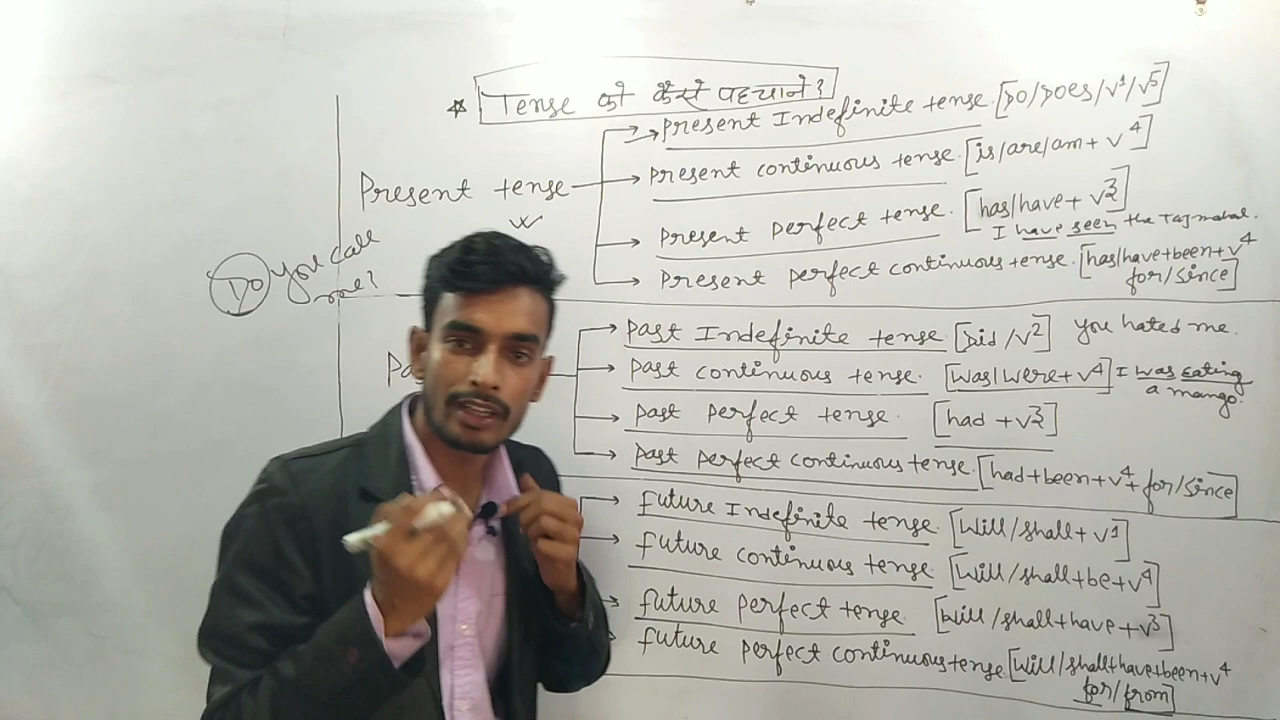 * Tense को कैसे पहचाने?
Present tense
Present Indefinite tense. [Do/Does/V¹/V⁵]
Present continuous tense. [is/are/am + V⁴]
Present perfect tense. [has/have + V³]
I have seen the Tajmahal.
Present perfect continuous tense. [has/have+been+V⁴
for/since]
Do you call
me?
Past Indefinite tense [Did/V²] you hated me.
Past continuous tense. [was/were+V⁴] I was eating
a mango.
Past perfect tense. [had +V³]
Past perfect continuous tense. [had+been+V⁴+ for/since]
future Indefinite tense. [will/shall+V¹]
future continuous tense. [will/shall+be+V⁴]
future perfect tense. [will/shall+have+V³]
future perfect continuous tense [will/shall+have+been+V⁴
for/from]